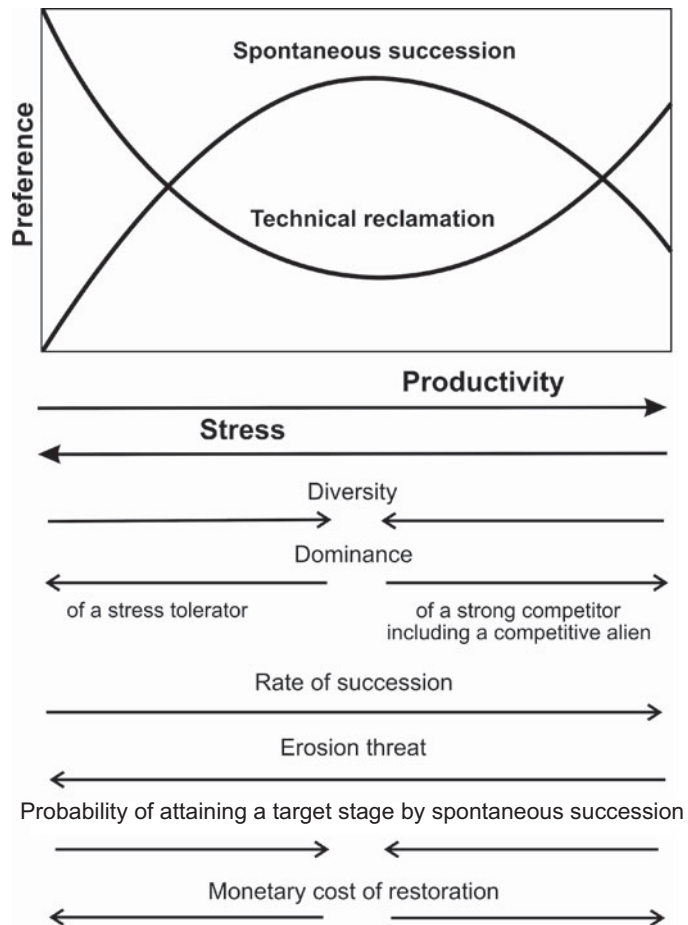 Preference
Spontaneous succession
Technical reclamation
Productivity
Stress
Diversity
Dominance
of a stress tolerator
of a strong competitor
including a competitive alien
Rate of succession
Erosion threat
Probability of attaining a target stage by spontaneous succession
Monetary cost of restoration